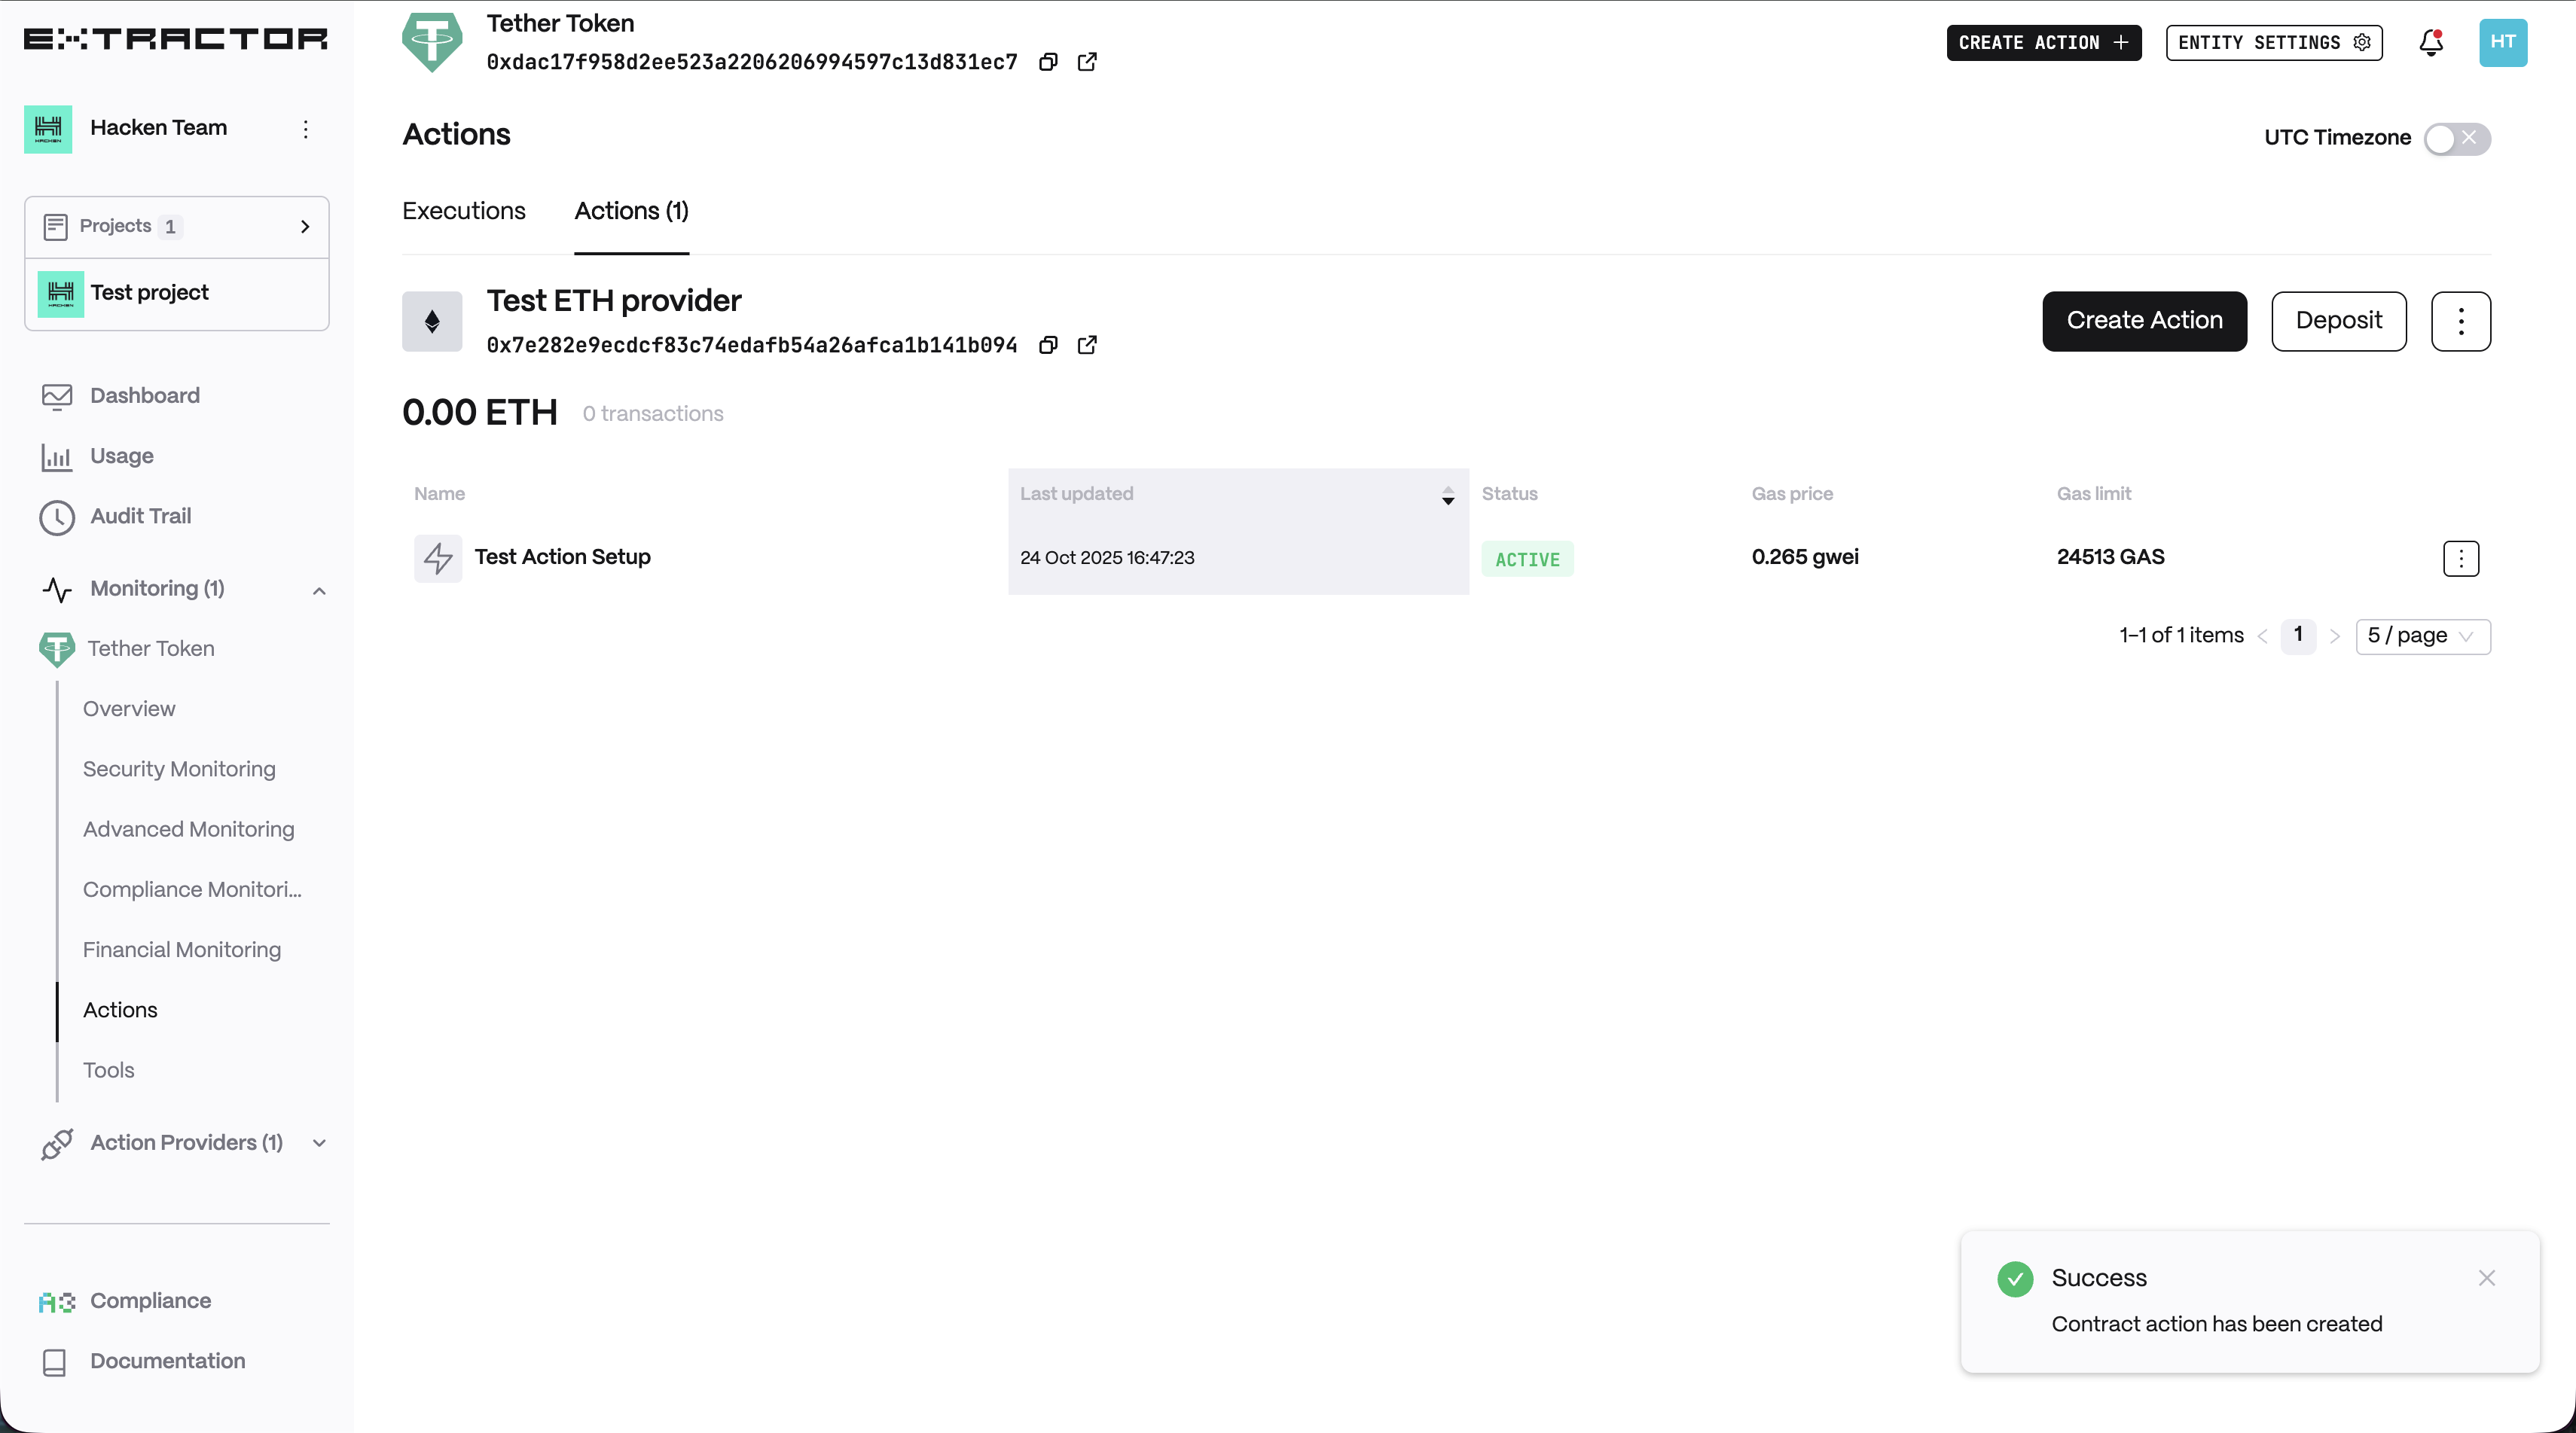 EXTRACTOR
Hacken Team
HACKEN
Projects 1
Test project
HACKEN
Dashboard
Usage
Audit Trail
Monitoring (1)
Tether Token
Overview
Security Monitoring
Advanced Monitoring
Compliance Monitori...
Financial Monitoring
Actions
Tools
Action Providers (1)
Compliance
Documentation
Tether Token
0xdac17f958d2ee523a2206206994597c13d831ec7
CREATE ACTION +
ENTITY SETTINGS
HT
Actions
UTC Timezone
Executions
Actions (1)
Test ETH provider
0x7e282e9ecdcf83c74edafb54a26afca1b141b094
Create Action
Deposit
0.00 ETH 0 transactions
Name Last updated Status Gas price Gas limit
Test Action Setup 24 Oct 2025 16:47:23 ACTIVE 0.265 gwei 24513 GAS
1-1 of 1 items < 1 > 5 / page
Success
Contract action has been created